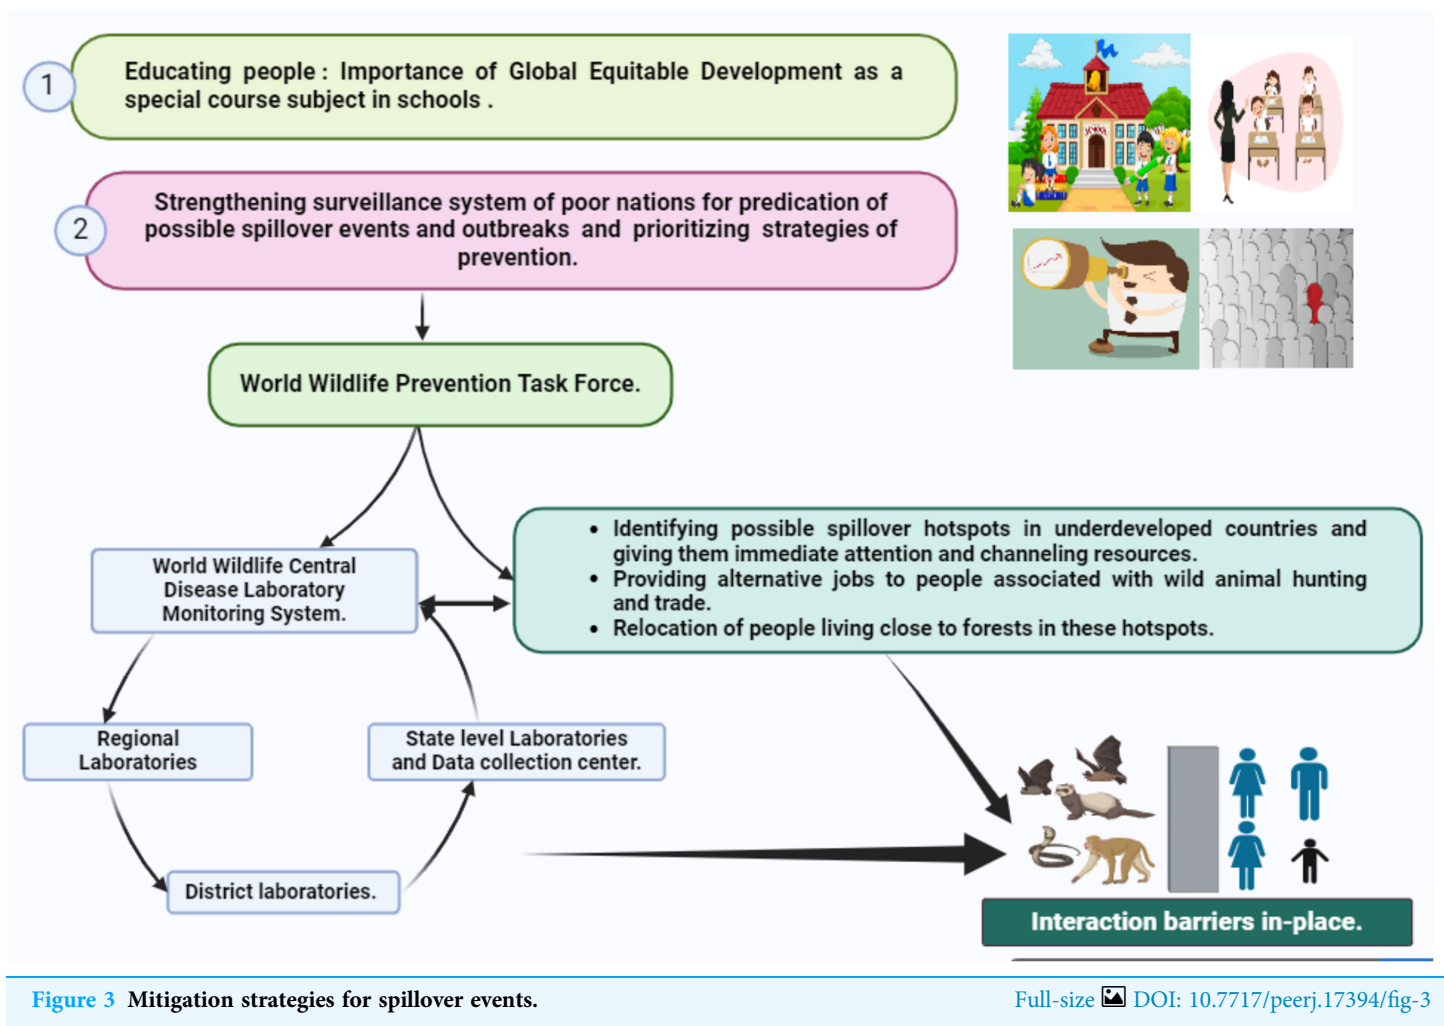 1
Educating people : Importance of Global Equitable Development as a
special course subject in schools .
SCHOOL
2
Strengthening surveillance system of poor nations for predication of
possible spillover events and outbreaks and prioritizing strategies of
prevention.
World Wildlife Prevention Task Force.
World Wildlife Central
Disease Laboratory
Monitoring System.
• Identifying possible spillover hotspots in underdeveloped countries and
giving them immediate attention and channeling resources.
• Providing alternative jobs to people associated with wild animal hunting
and trade.
• Relocation of people living close to forests in these hotspots.
Regional
Laboratories
State level Laboratories
and Data collection center.
District laboratories.
Interaction barriers in-place.
Figure 3 Mitigation strategies for spillover events.
Full-size DOI: 10.7717/peerj.17394/fig-3